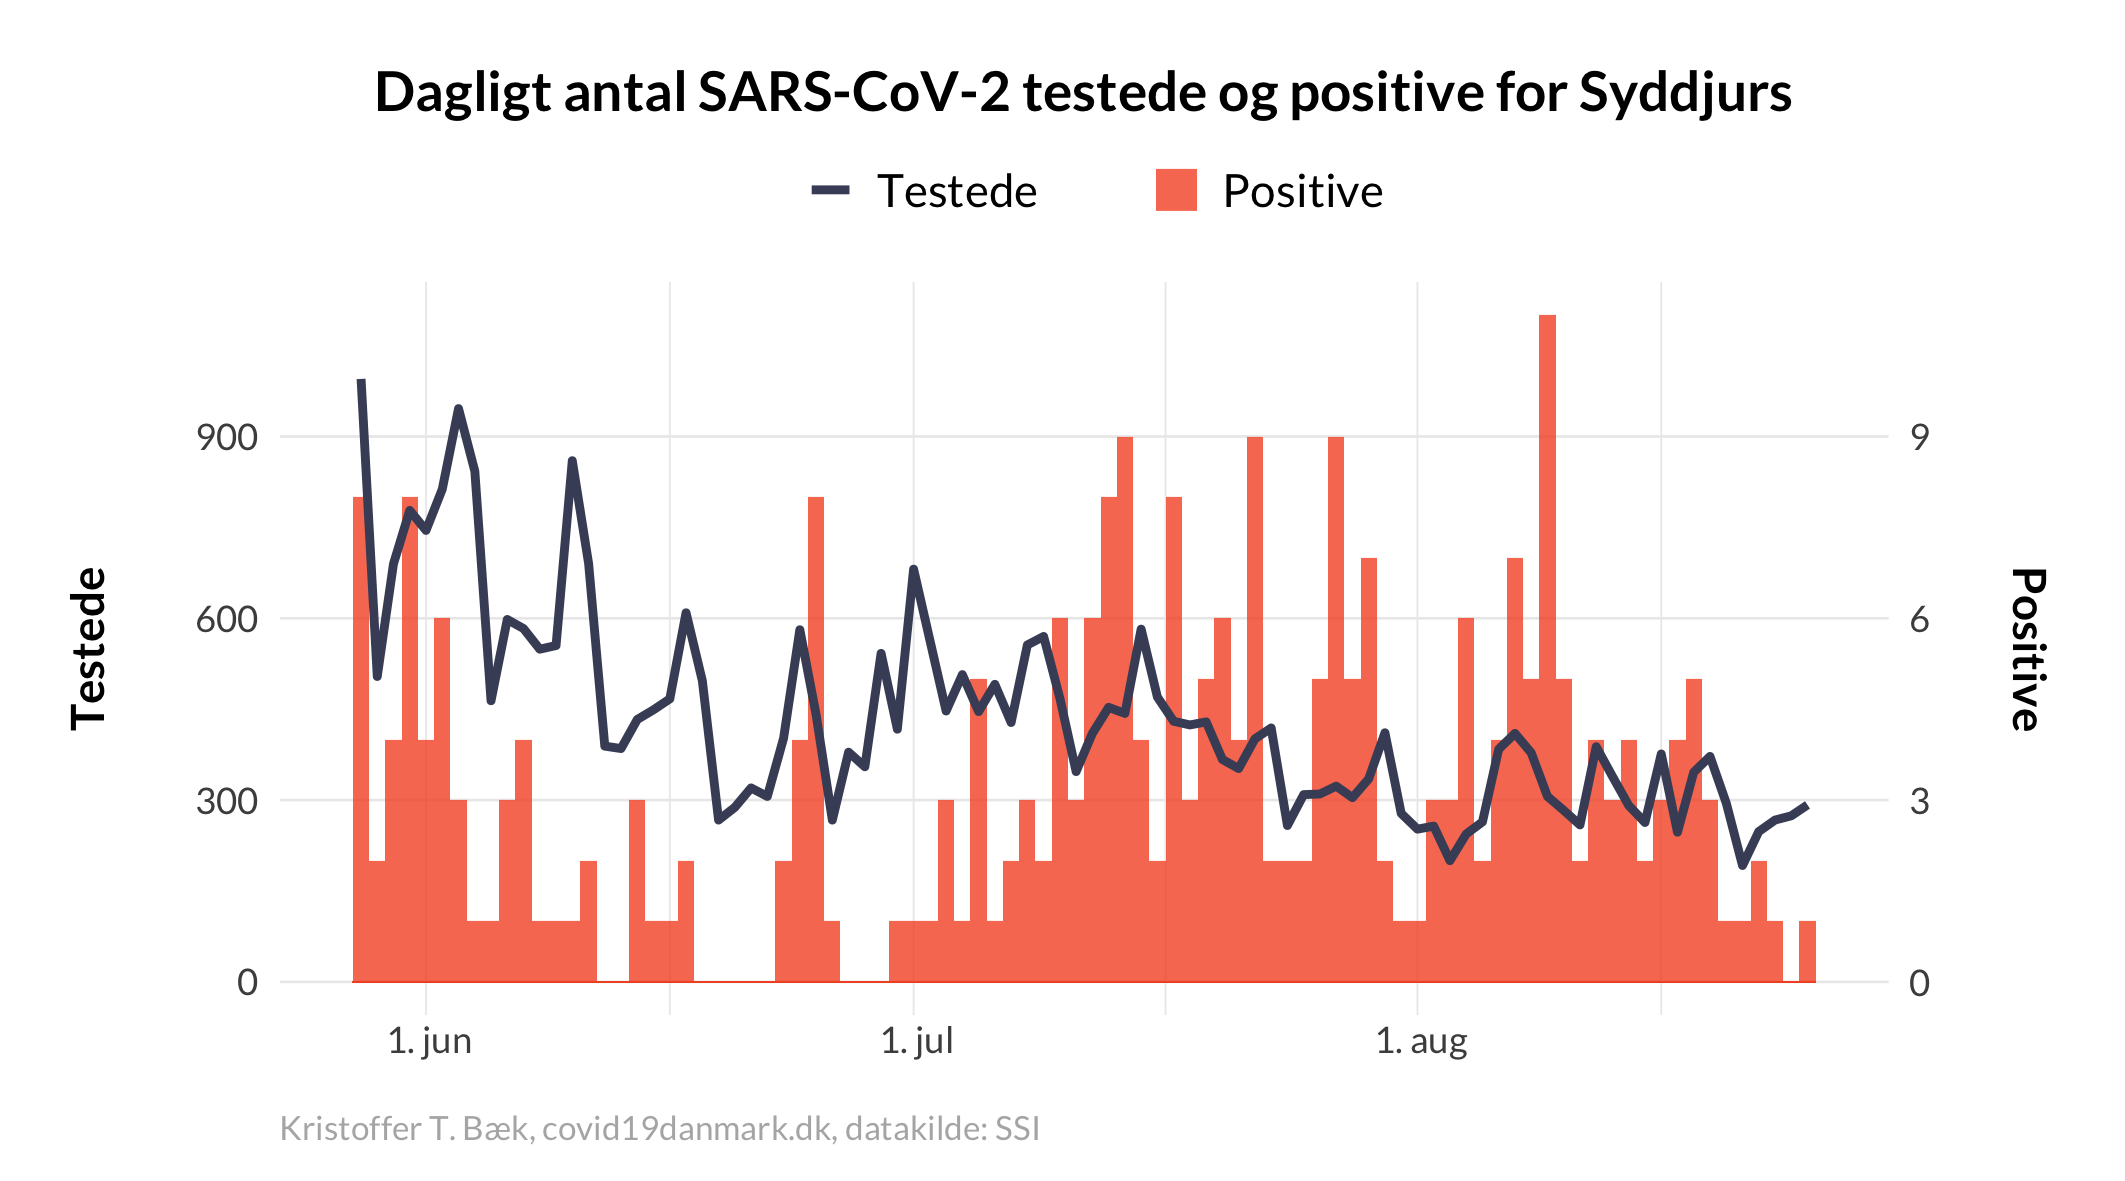 Dagligt antal SARS-CoV-2 testede og positive for Syddjurs
Testede
Positive
900
600
300
0
9
6
3
0
Testede
Positive
1. jun
1. jul
1. aug
Kristoffer T. Bæk, covid19danmark.dk, datakilde: SSI